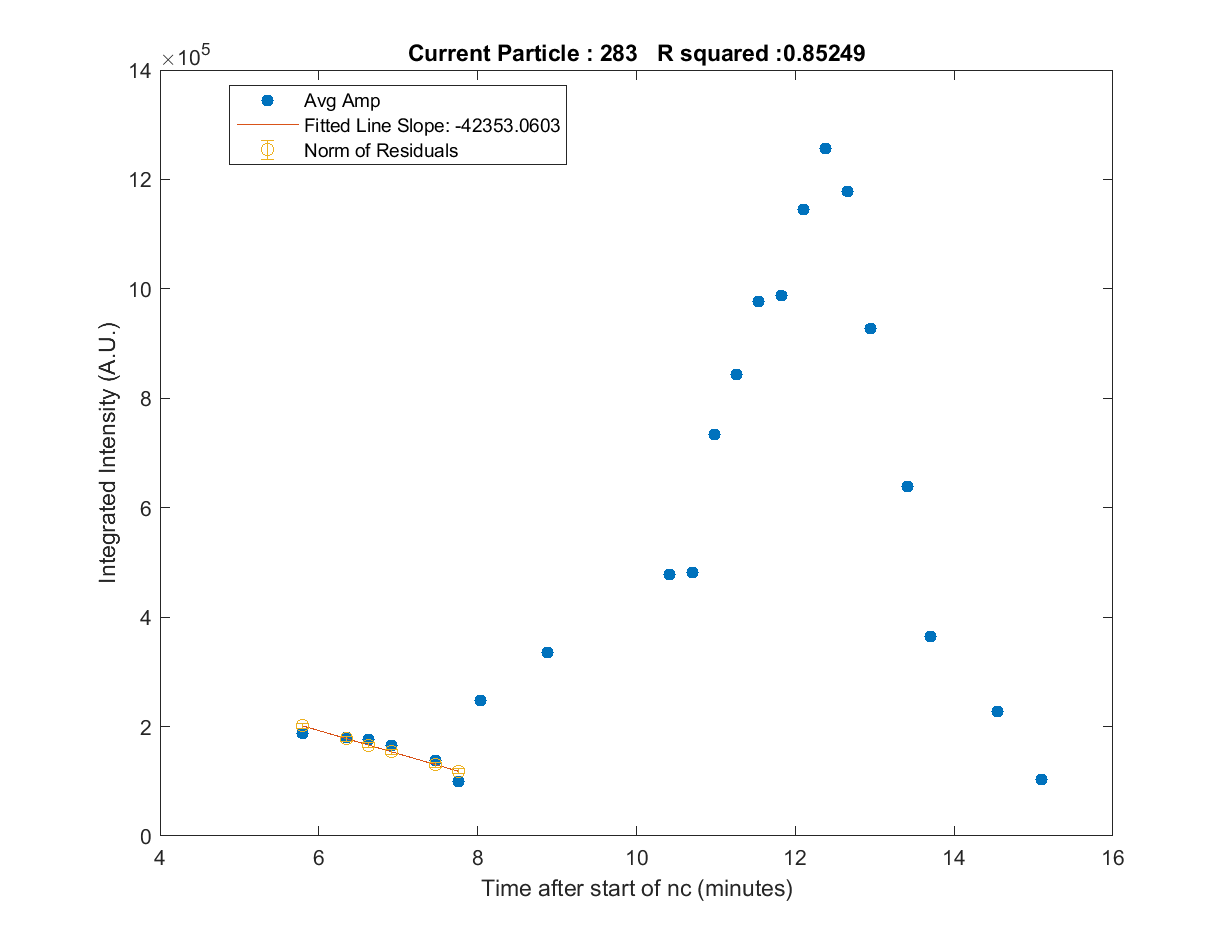 Current Particle : 283   R squared :0.85249
×10^5
14
12
10
8
6
4
2
0
Avg Amp
Fitted Line Slope: -42353.0603
Norm of Residuals
Integrated Intensity (A.U.)
4 6 8 10 12 14 16
Time after start of nc (minutes)